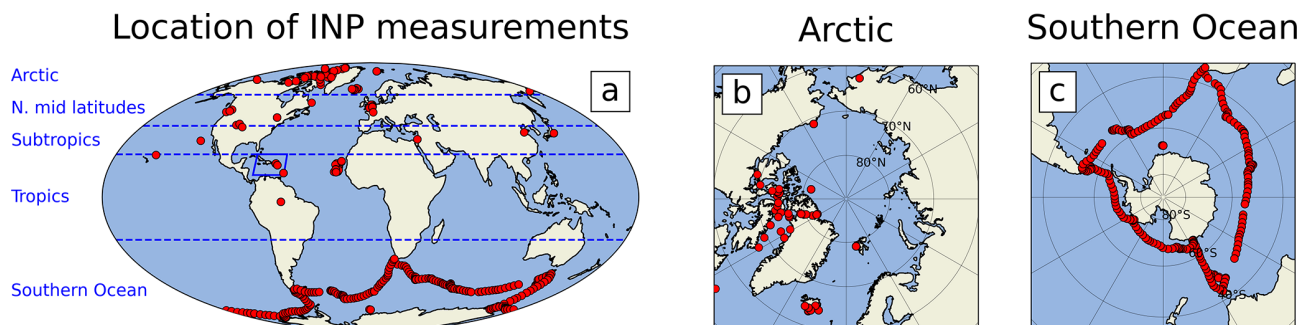 Location of INP measurements
Arctic
N. mid latitudes
Subtropics
Tropics
Southern Ocean
a
Arctic
b
60°N
70°N
80°N
Southern Ocean
c
80°S
60°S
40°S